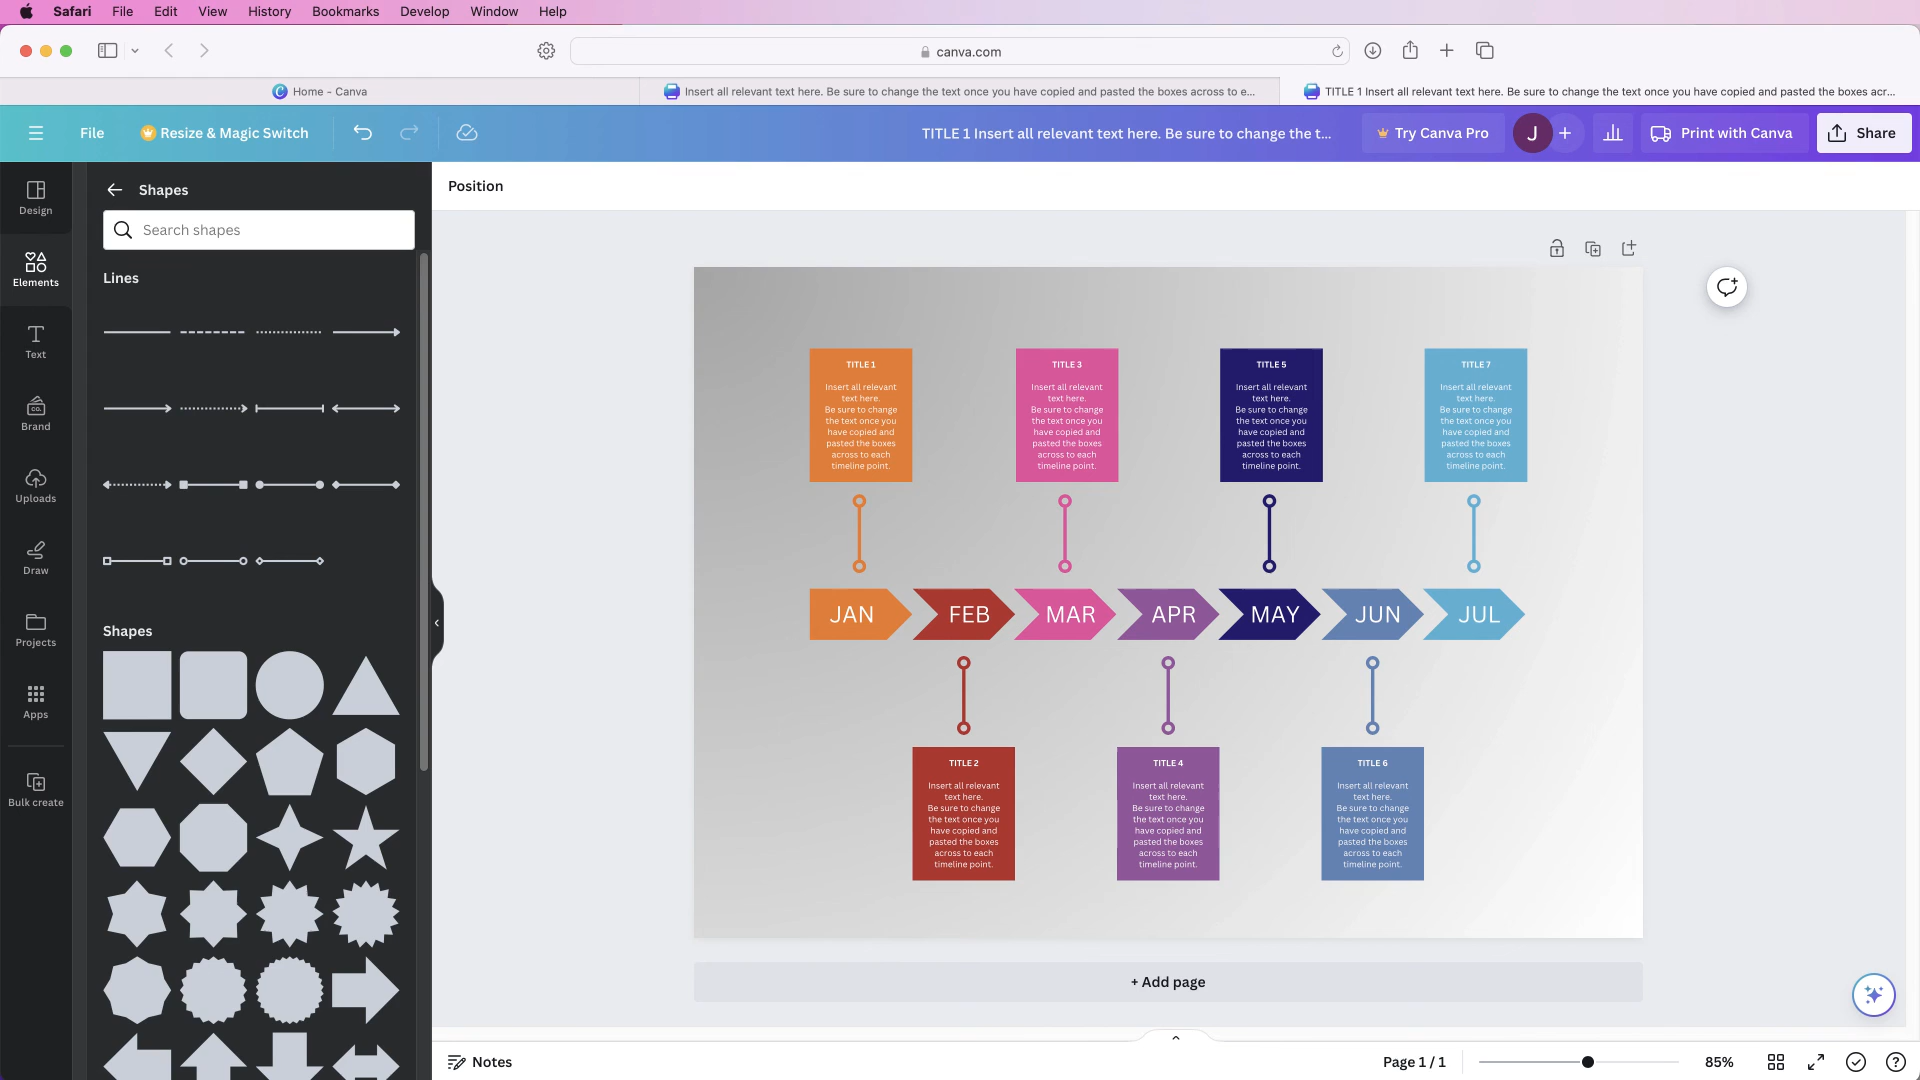 Safari File Edit View History Bookmarks Develop Window Help
canva.com
Home - Canva
Insert all relevant text here. Be sure to change the text once you have copied and pasted the boxes across to e...
TITLE 1 Insert all relevant text here. Be sure to change the text once you have copied and pasted the boxes acr...
File
Resize & Magic Switch
TITLE 1 Insert all relevant text here. Be sure to change the t...
Try Canva Pro
J
Print with Canva
Share
Design
Elements
Text
CO.
Brand
Uploads
Draw
Projects
Apps
Bulk create
Shapes
Search shapes
Lines
Shapes
Position
TITLE 1
Insert all relevant
text here.
Be sure to change
the text once you
have copied and
pasted the boxes
across to each
timeline point.
TITLE 3
Insert all relevant
text here.
Be sure to change
the text once you
have copied and
pasted the boxes
across to each
timeline point.
TITLE 5
Insert all relevant
text here.
Be sure to change
the text once you
have copied and
pasted the boxes
across to each
timeline point.
TITLE 7
Insert all relevant
text here.
Be sure to change
the text once you
have copied and
pasted the boxes
across to each
timeline point.
JAN FEB MAR APR MAY JUN JUL
TITLE 2
Insert all relevant
text here.
Be sure to change
the text once you
have copied and
pasted the boxes
across to each
timeline point.
TITLE 4
Insert all relevant
text here.
Be sure to change
the text once you
have copied and
pasted the boxes
across to each
timeline point.
TITLE 6
Insert all relevant
text here.
Be sure to change
the text once you
have copied and
pasted the boxes
across to each
timeline point.
+ Add page
Notes
Page 1 / 1
85%